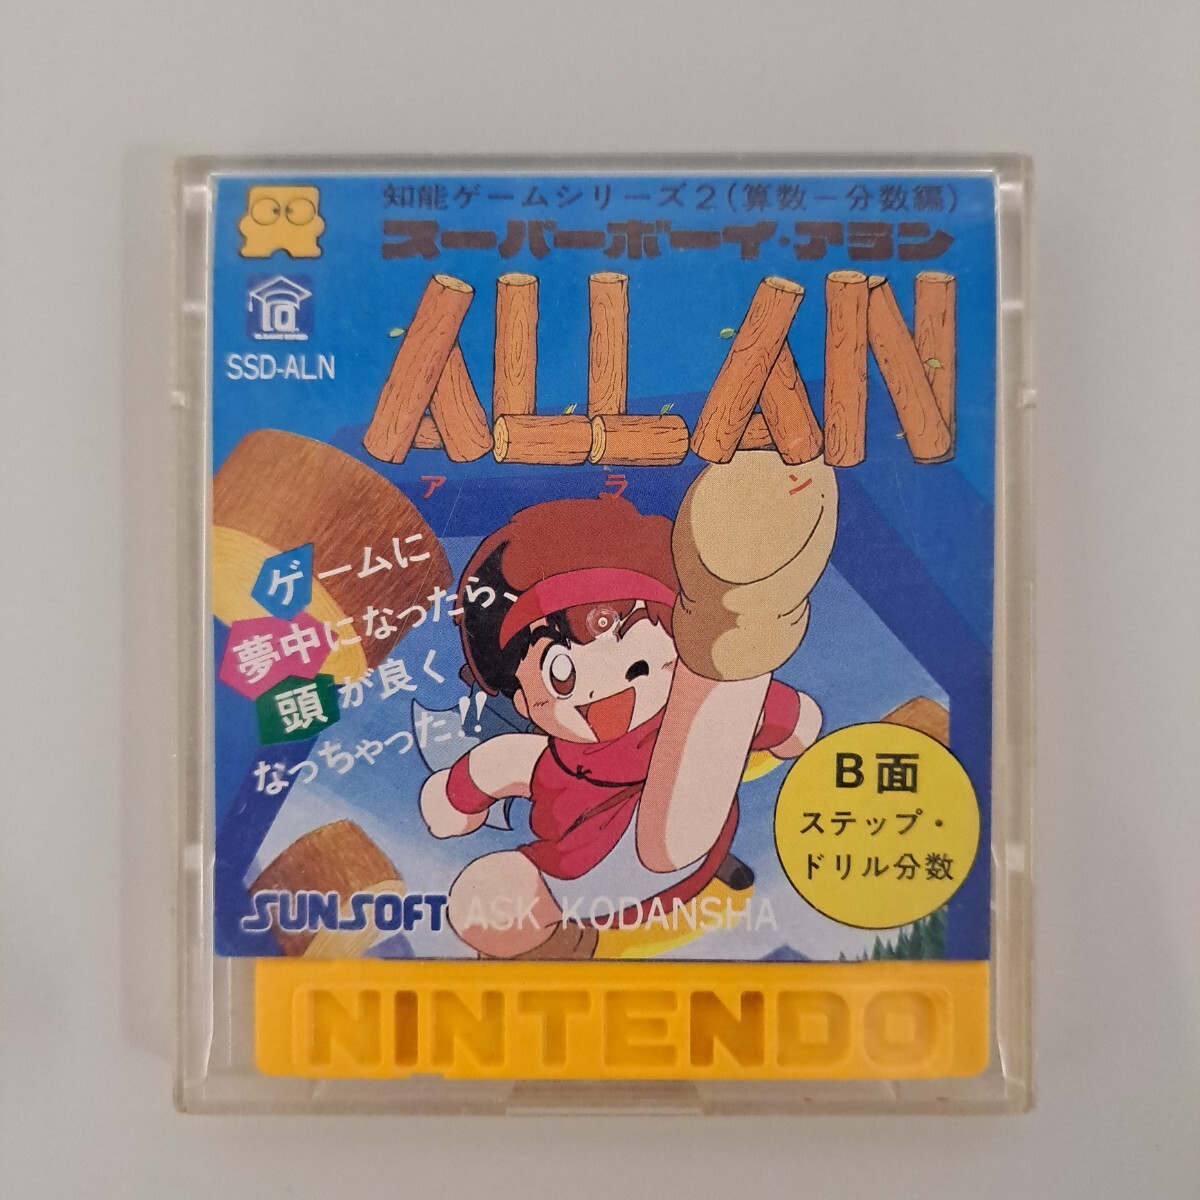 知能ゲームシリーズ2(算数ー分数編)
スーパーボーイ・アラン
ALLAN
アラン
IQ
SSD-ALN
ゲームに
夢中になったら、
頭が良く
なっちゃった!!
B面
ステップ・
ドリル分数
SUNSOFT ASK KODANSHA
NINTENDO